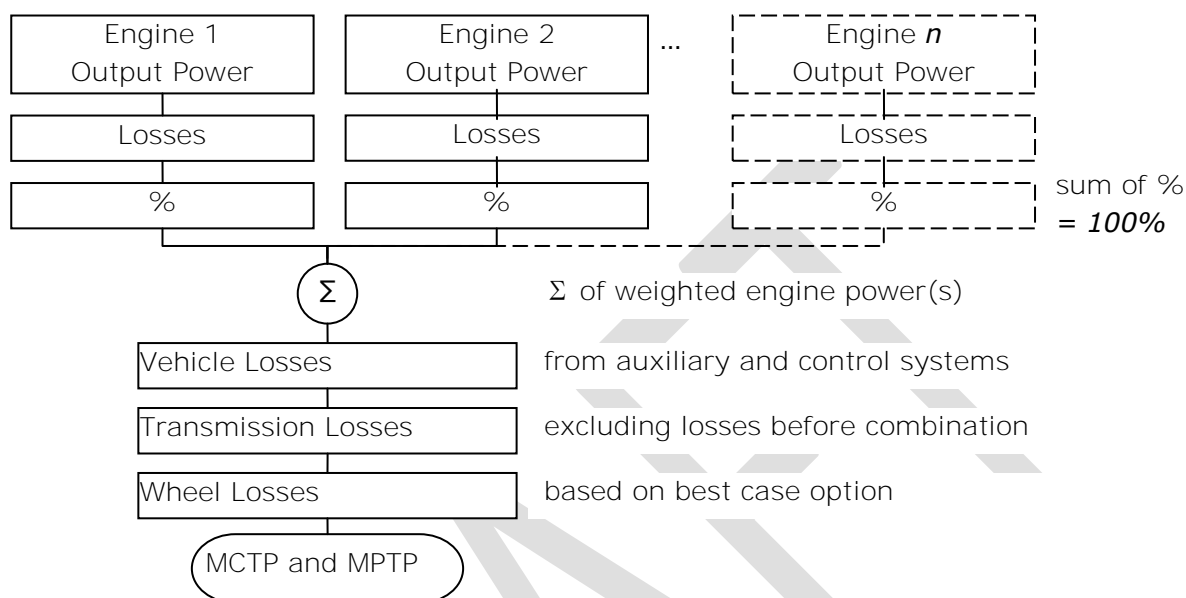 Engine 1
Output Power
Engine 2
Output Power
...
Engine n
Output Power
Losses
Losses
Losses
%
%
%
sum of %
= 100%
Σ
Σ of weighted engine power(s)
Vehicle Losses
from auxiliary and control systems
Transmission Losses
excluding losses before combination
Wheel Losses
based on best case option
MCTP and MPTP